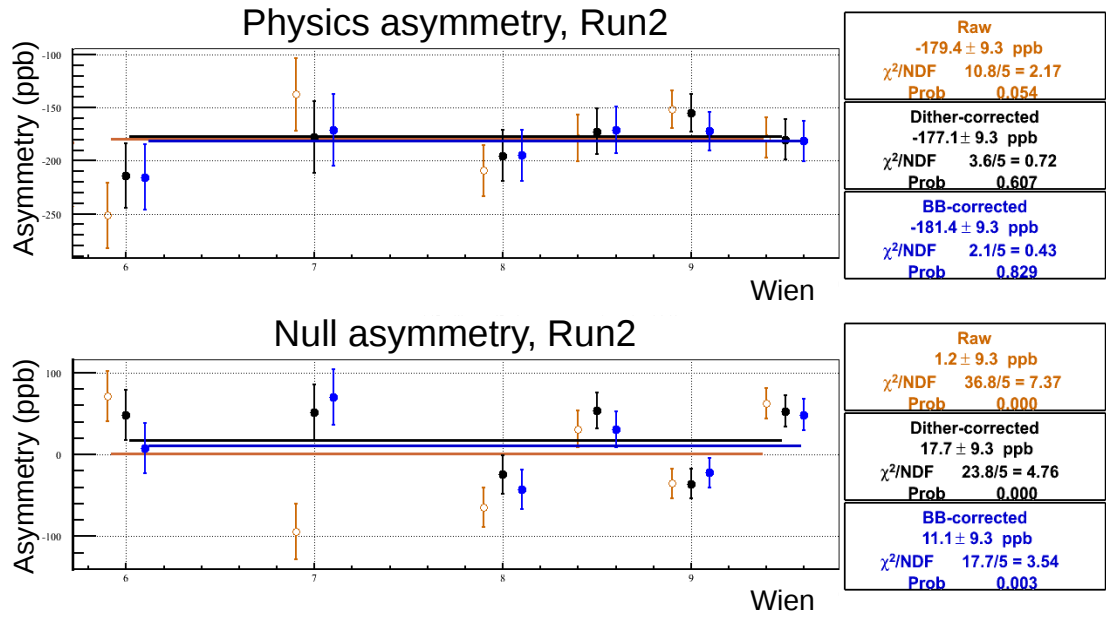 Physics asymmetry, Run2
Asymmetry (ppb)
-100
-150
-200
-250
6
7
8
9
Wien
Raw
-179.4 ± 9.3 ppb
χ²/NDF 10.8/5 = 2.17
Prob 0.054
Dither-corrected
-177.1 ± 9.3 ppb
χ²/NDF 3.6/5 = 0.72
Prob 0.607
BB-corrected
-181.4 ± 9.3 ppb
χ²/NDF 2.1/5 = 0.43
Prob 0.829
Null asymmetry, Run2
Asymmetry (ppb)
100
0
-100
6
7
8
9
Wien
Raw
1.2 ± 9.3 ppb
χ²/NDF 36.8/5 = 7.37
Prob 0.000
Dither-corrected
17.7 ± 9.3 ppb
χ²/NDF 23.8/5 = 4.76
Prob 0.000
BB-corrected
11.1 ± 9.3 ppb
χ²/NDF 17.7/5 = 3.54
Prob 0.003